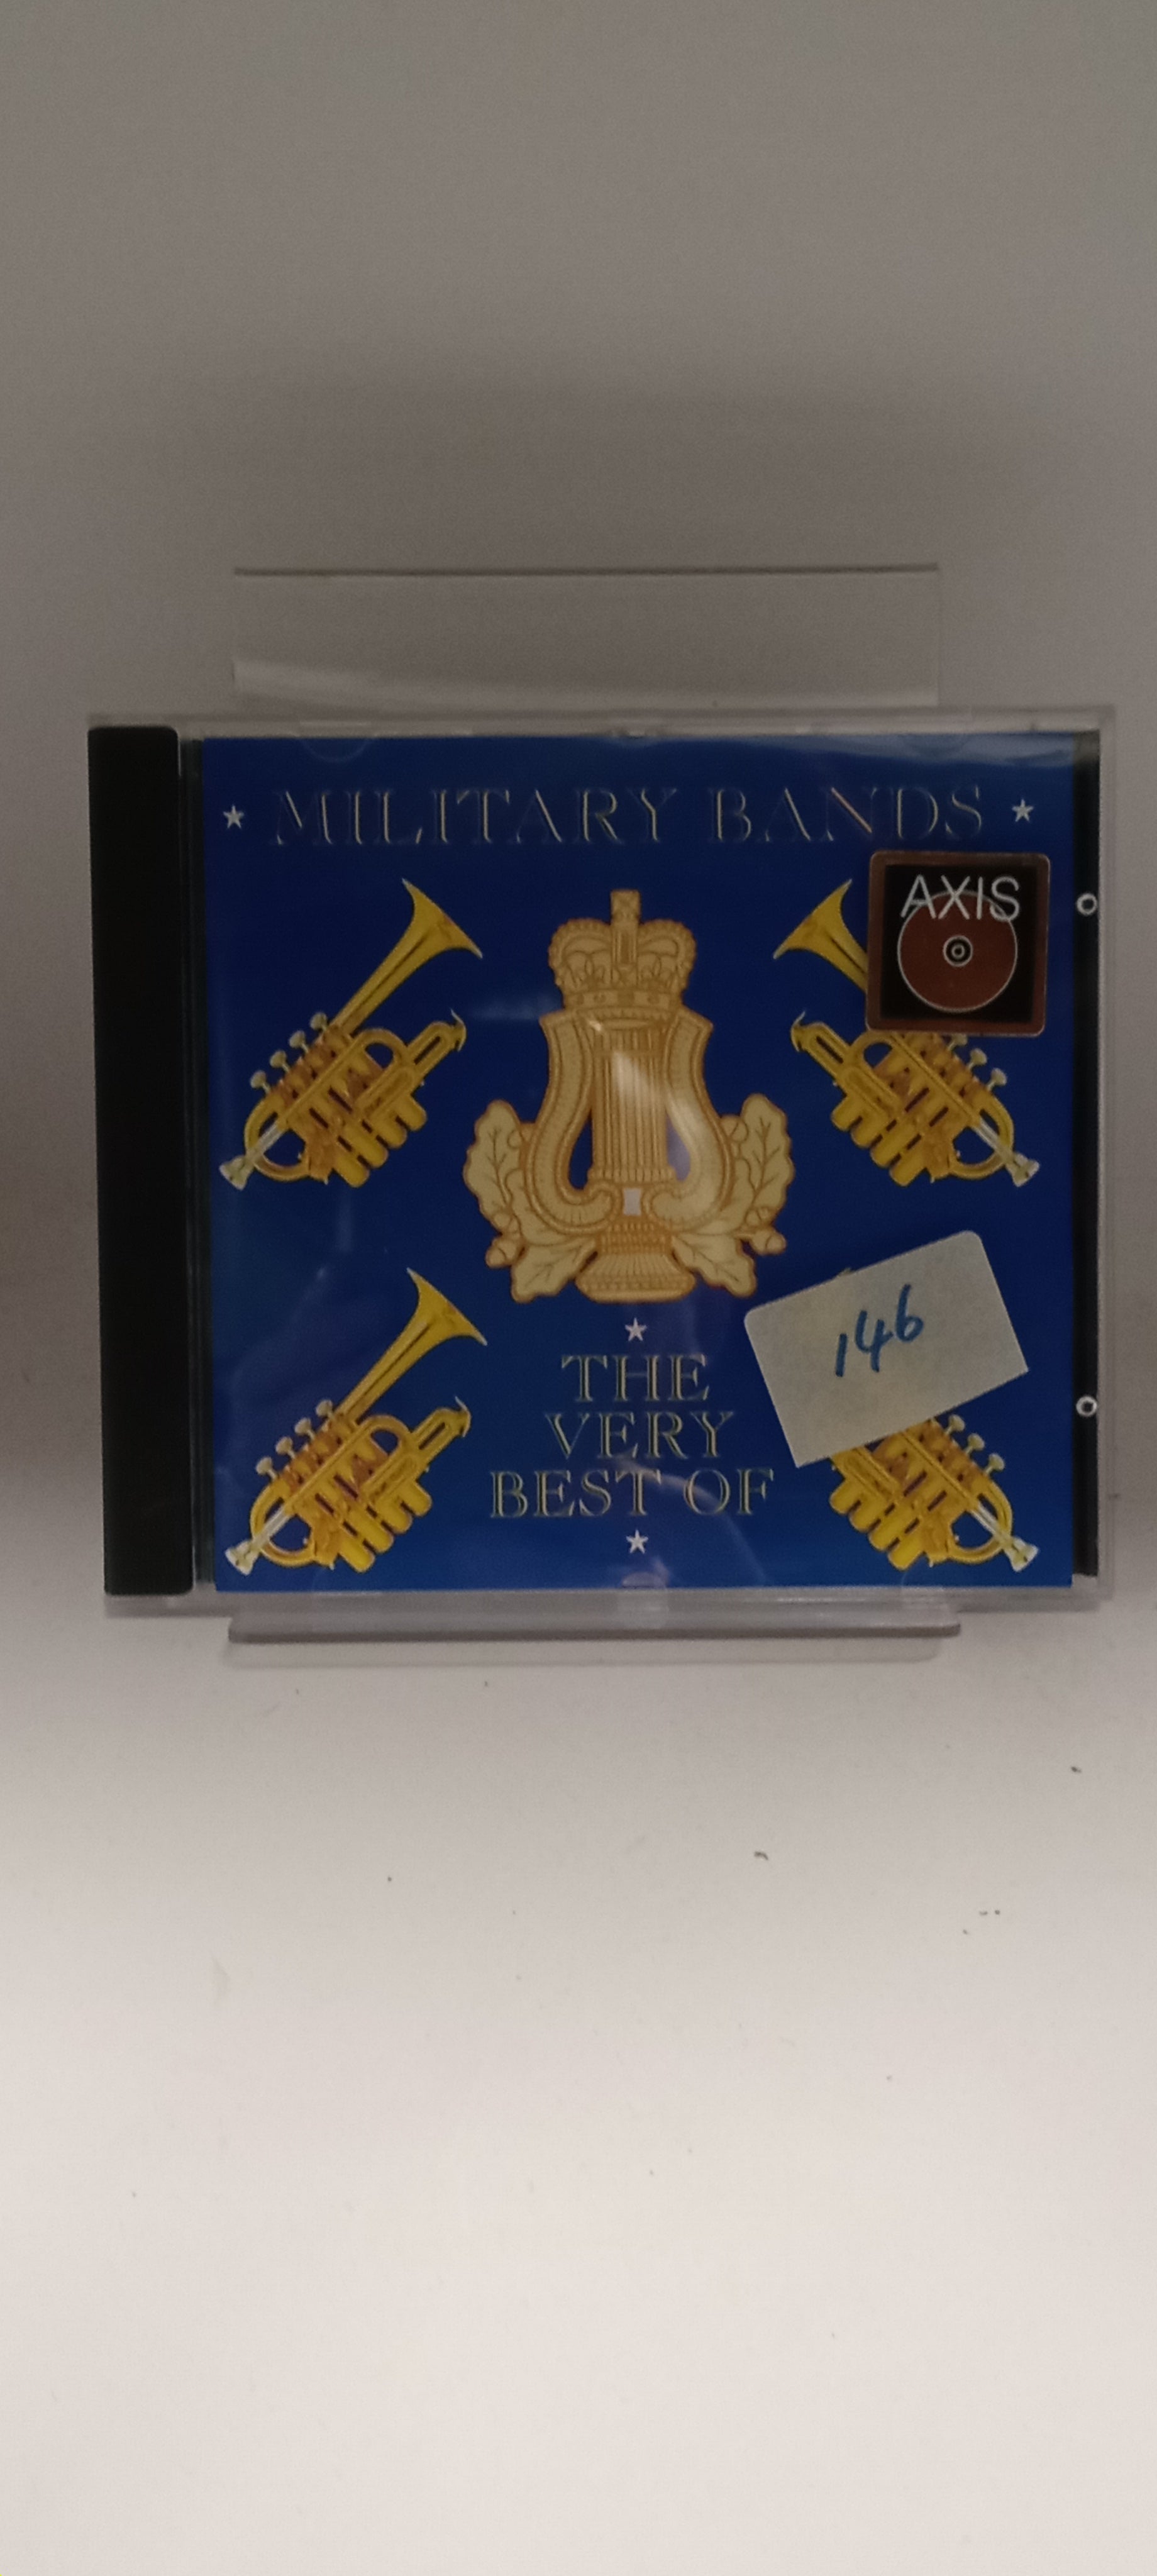 MILITARY BANDS
AXIS
146
THE
VERY
BEST OF